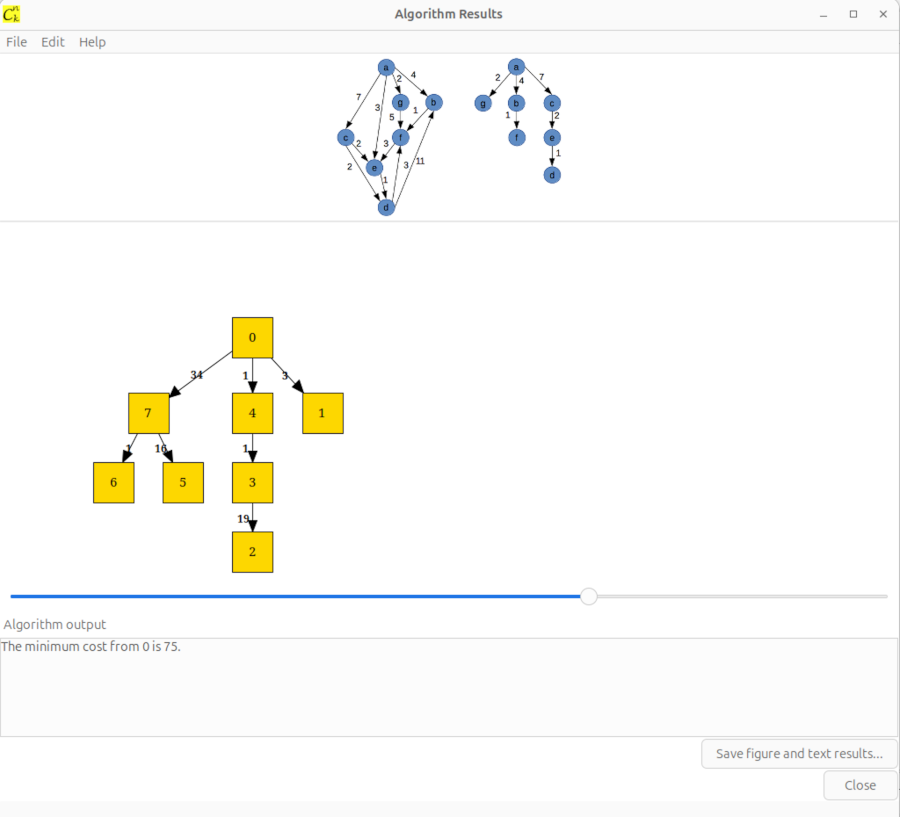 Algorithm Results
File Edit Help
a
4
2
g
b
7
3
1
5
c
f
2
3
e
2
3
11
1
d
a
2
4
7
g
b
c
1
2
f
e
1
d
0
34
1
3
7
4
1
1
16
1
6
5
3
19
2
Algorithm output
The minimum cost from 0 is 75.
Save figure and text results...
Close